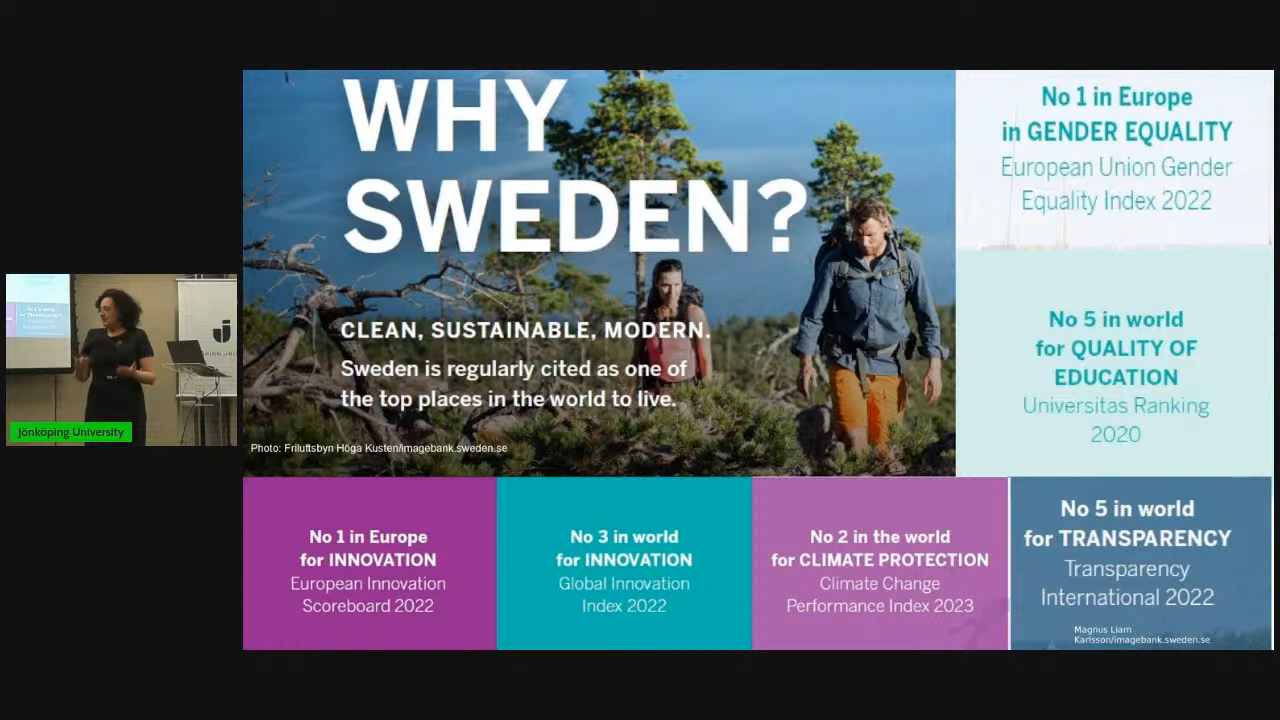 WHY
SWEDEN?
CLEAN, SUSTAINABLE, MODERN.
Sweden is regularly cited as one of
the top places in the world to live.
Photo: Friluftsbyn Höga Kusten/imagebank.sweden.se
No 1 in Europe
in GENDER EQUALITY
European Union Gender
Equality Index 2022
No 5 in world
for QUALITY OF
EDUCATION
Universitas Ranking
2020
No 1 in Europe
for INNOVATION
European Innovation
Scoreboard 2022
No 3 in world
for INNOVATION
Global Innovation
Index 2022
No 2 in the world
for CLIMATE PROTECTION
Climate Change
Performance Index 2023
No 5 in world
for TRANSPARENCY
Transparency
International 2022
Magnus Liam
Karlsson/imagebank.sweden.se
Jönköping University